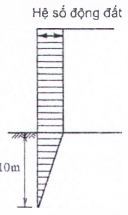 Hệ số động đất
10m